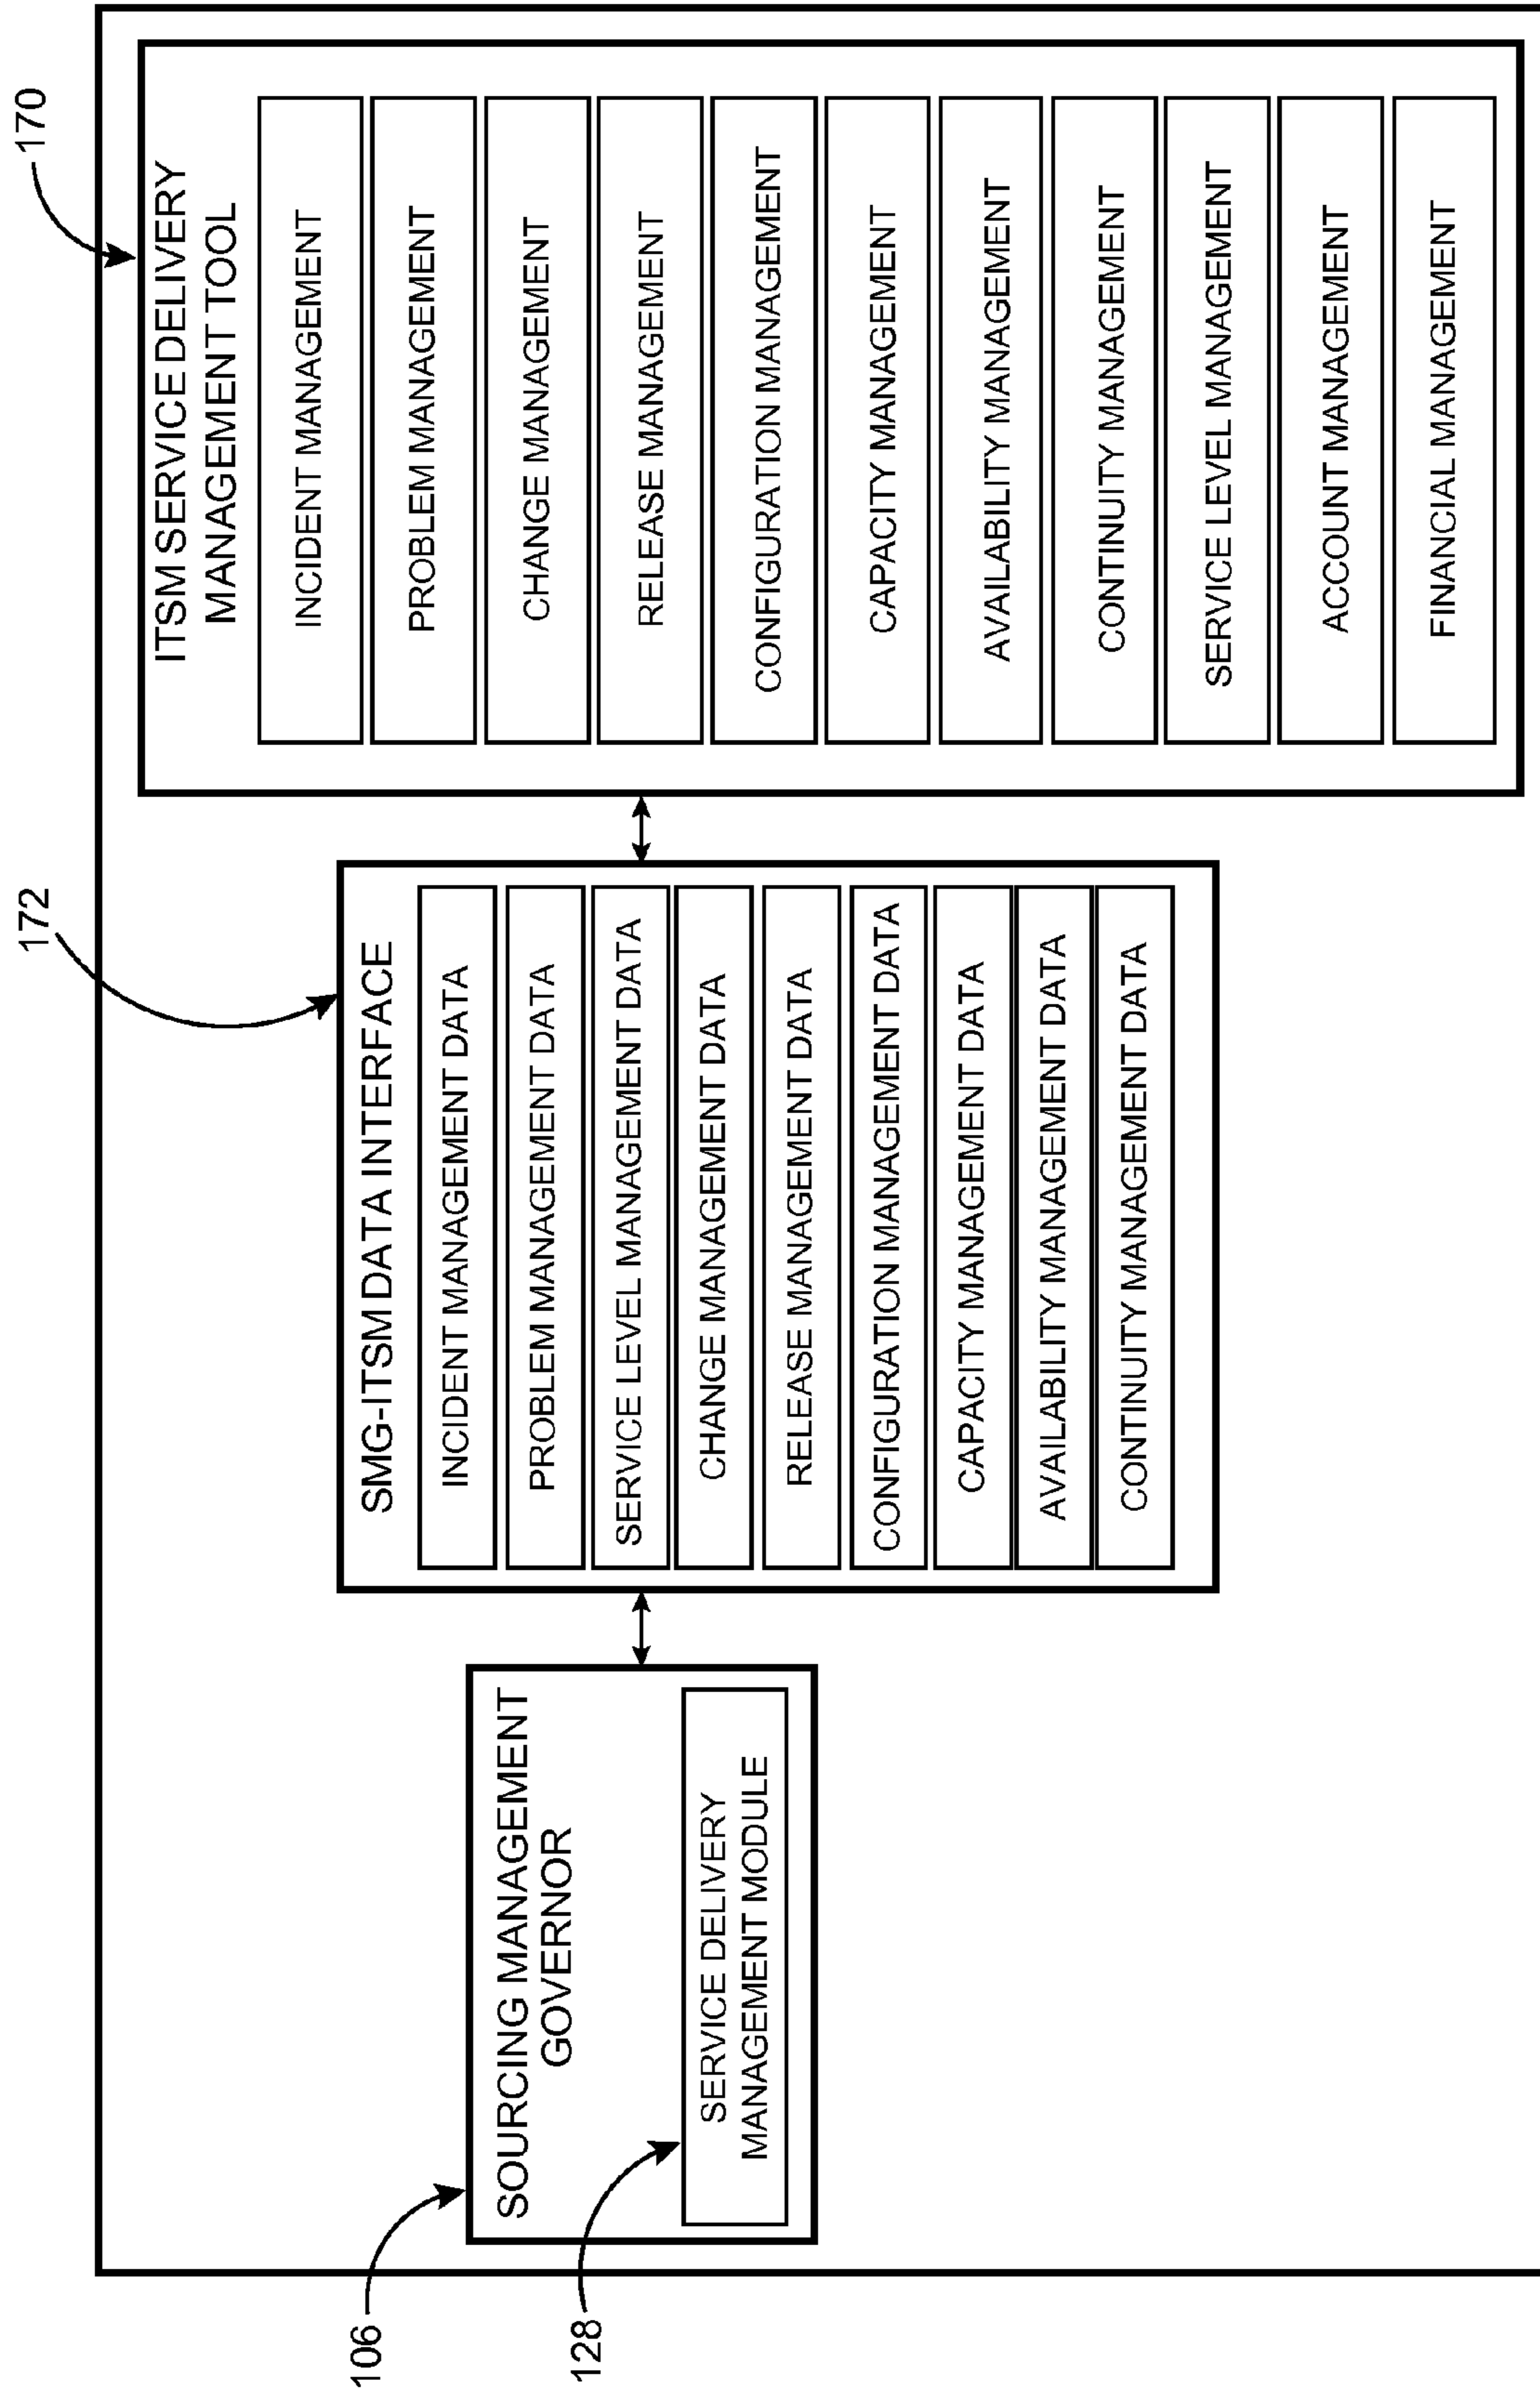 106
SOURCING MANAGEMENT
GOVERNOR
128
SERVICE DELIVERY
MANAGEMENT MODULE
172
SMG-ITSM DATA INTERFACE
INCIDENT MANAGEMENT DATA
PROBLEM MANAGEMENT DATA
SERVICE LEVEL MANAGEMENT DATA
CHANGE MANAGEMENT DATA
RELEASE MANAGEMENT DATA
CONFIGURATION MANAGEMENT DATA
CAPACITY MANAGEMENT DATA
AVAILABILITY MANAGEMENT DATA
CONTINUITY MANAGEMENT DATA
170
ITSM SERVICE DELIVERY
MANAGEMENT TOOL
INCIDENT MANAGEMENT
PROBLEM MANAGEMENT
CHANGE MANAGEMENT
RELEASE MANAGEMENT
CONFIGURATION MANAGEMENT
CAPACITY MANAGEMENT
AVAILABILITY MANAGEMENT
CONTINUITY MANAGEMENT
SERVICE LEVEL MANAGEMENT
ACCOUNT MANAGEMENT
FINANCIAL MANAGEMENT